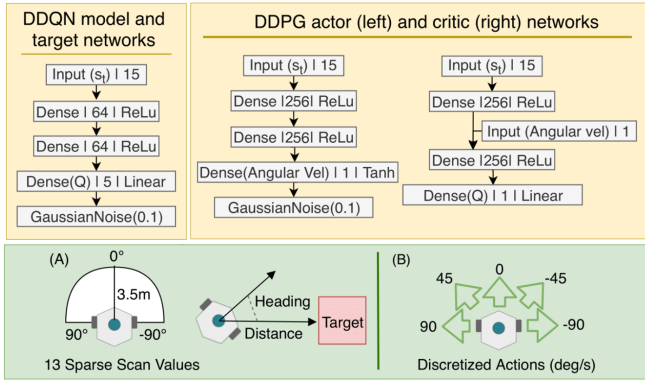 DDQN model and
target networks
Input (st) | 15
Dense | 64 | ReLu
Dense | 64 | ReLu
Dense(Q) | 5 | Linear
GaussianNoise(0.1)
DDPG actor (left) and critic (right) networks
Input (st) | 15
Dense |256| ReLu
Dense |256| ReLu
Dense(Angular Vel) | 1 | Tanh
GaussianNoise(0.1)
Input (st) | 15
Dense |256| ReLu
Input (Angular vel) | 1
Dense |256| ReLu
Dense(Q) | 1 | Linear
(A)
0°
3.5m
90°
-90°
13 Sparse Scan Values
Heading
Distance
Target
(B)
0
45
-45
90
-90
Discretized Actions (deg/s)